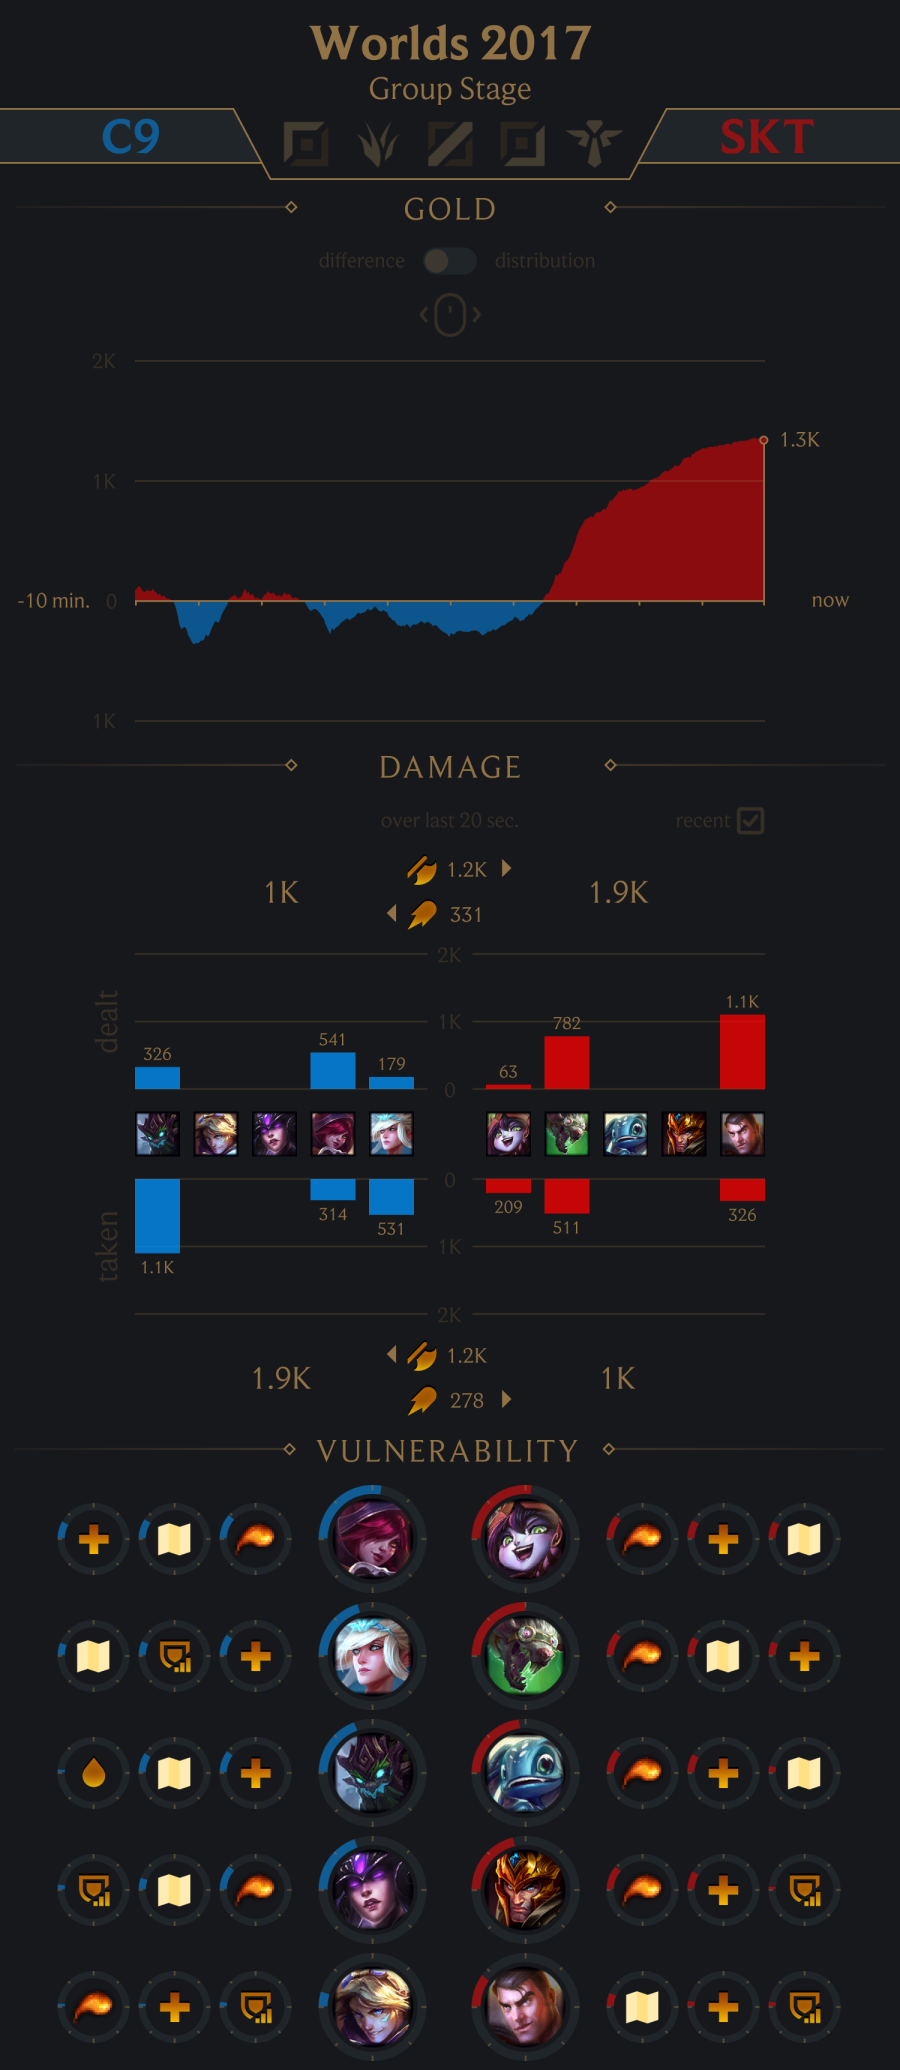 Worlds 2017
Group Stage
C9
SKT
GOLD
difference
distribution
2K
1.3K
1K
-10 min.
0
now
1K
DAMAGE
over last 20 sec.
recent
1.2K
1K
1.9K
331
2K
dealt
1.1K
1K
782
541
326
179
63
0
0
taken
209
314
326
511
531
1K
1.1K
2K
1.2K
1.9K
1K
278
VULNERABILITY